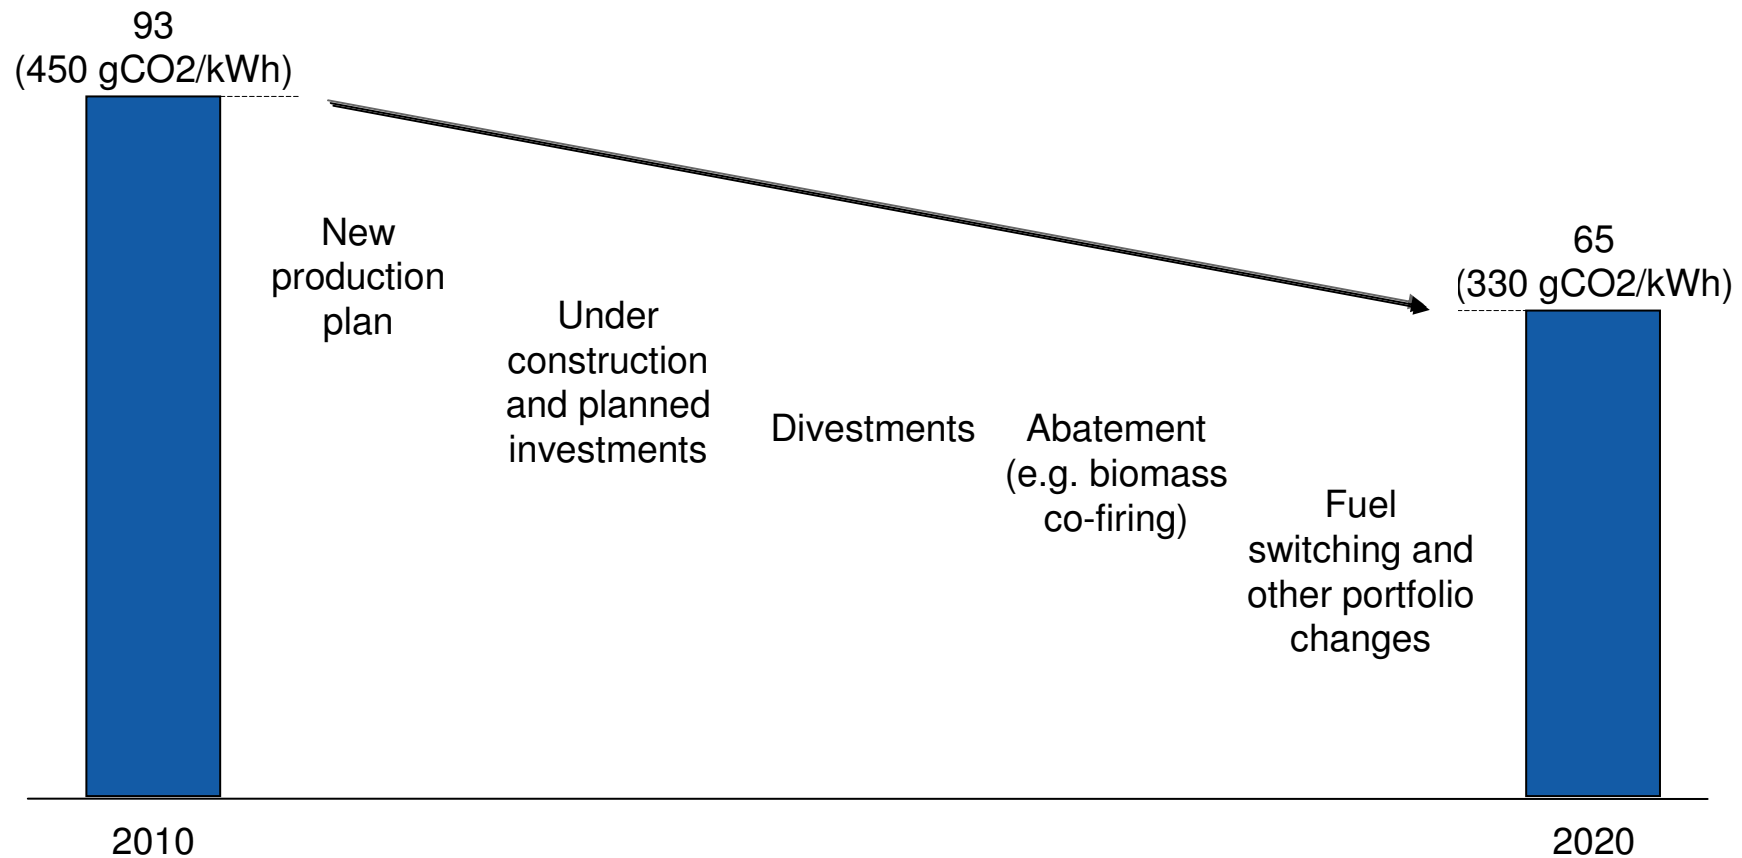 93
(450 gCO2/kWh)
New
production
plan
Under
construction
and planned
investments
Divestments
Abatement
(e.g. biomass
co-firing)
Fuel
switching and
other portfolio
changes
65
(330 gCO2/kWh)
2010
2020